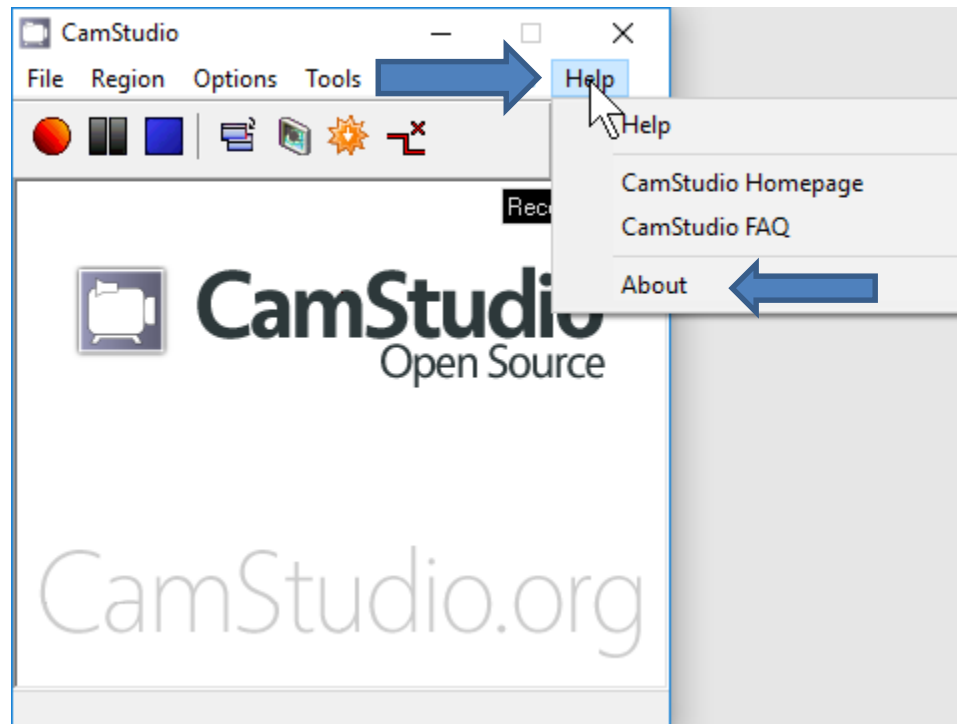 CamStudio
File Region Options Tools Help
Help
CamStudio Homepage
CamStudio FAQ
About
CamStudio
Open Source
CamStudio.org